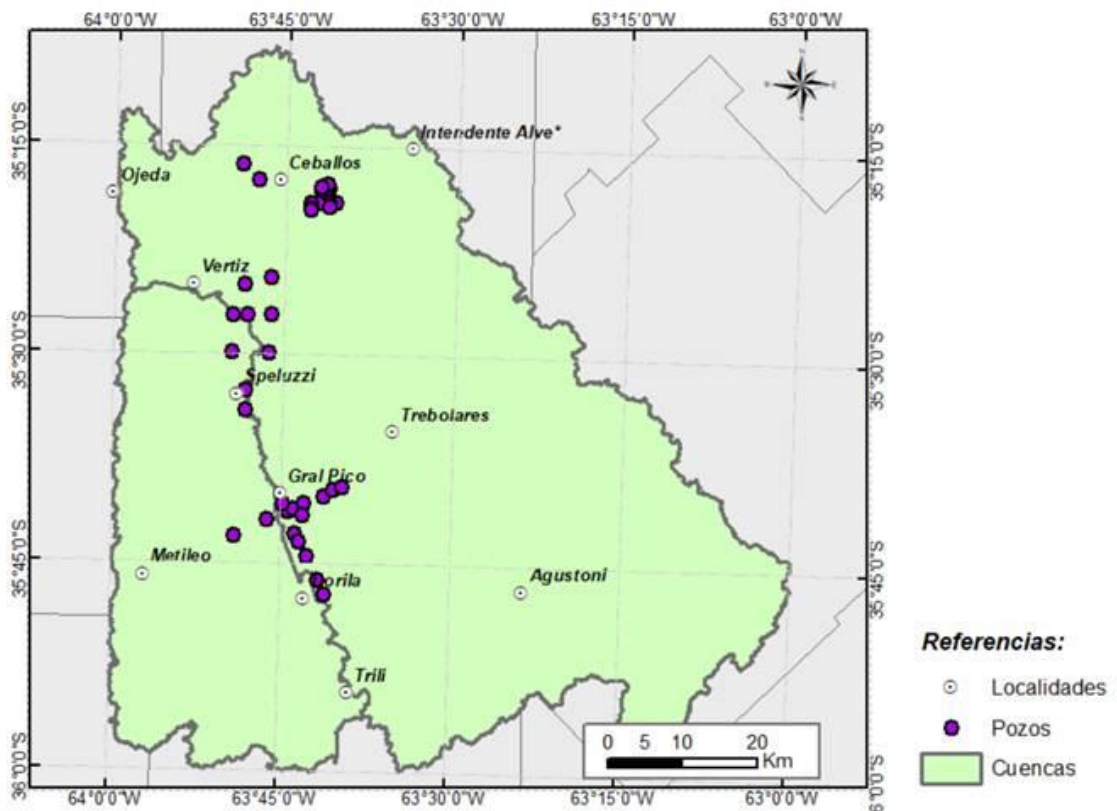 64°0'0"W 63°45'0"W 63°30'0"W 63°15'0"W 63°0'0"W
35°15'0"S
35°15'0"S
Intendente Alve*
Ojeda
Ceballos
Vertiz
35°30'0"S
35°30'0"S
Speluzzi
Trebolares
Gral Pico
35°45'0"S
35°45'0"S
Metileo
orila
Agustoni
Trili
36°0'0"S
36°0'0"S
0 5 10 20
Km
64°0'0"W 63°45'0"W 63°30'0"W 63°15'0"W 63°0'0"W
Referencias:
Localidades
Pozos
Cuencas